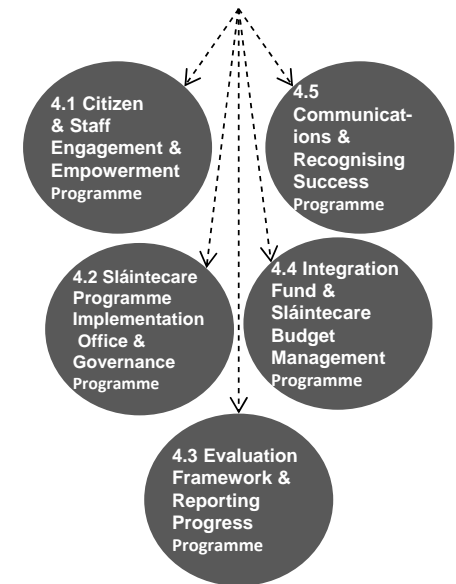 4.1 Citizen
& Staff
Engagement &
Empowerment
Programme
4.5
Communicat-
ions &
Recognising
Success
Programme
4.2 Sláintecare
Programme
Implementation
Office &
Governance
Programme
4.4 Integration
Fund &
Sláintecare
Budget
Management
Programme
4.3 Evaluation
Framework &
Reporting
Progress
Programme